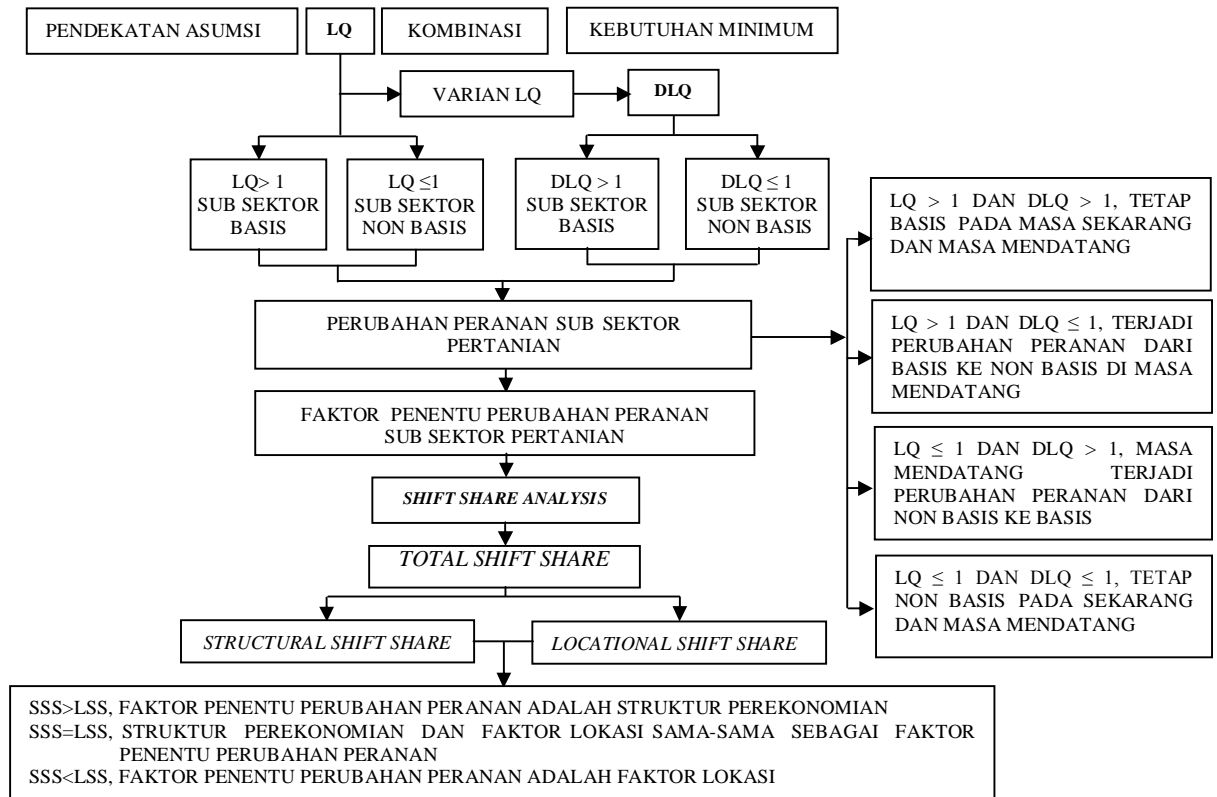 PENDEKATAN ASUMSI
LQ
KOMBINASI
KEBUTUHAN MINIMUM
VARIAN LQ
DLQ
LQ> 1
SUB SEKTOR
BASIS
LQ ≤1
SUB SEKTOR
NON BASIS
DLQ > 1
SUB SEKTOR
BASIS
DLQ ≤ 1
SUB SEKTOR
NON BASIS
LQ > 1 DAN DLQ > 1, TETAP
BASIS PADA MASA SEKARANG
DAN MASA MENDATANG
PERUBAHAN PERANAN SUB SEKTOR
PERTANIAN
LQ > 1 DAN DLQ ≤ 1, TERJADI
PERUBAHAN PERANAN DARI
BASIS KE NON BASIS DI MASA
MENDATANG
FAKTOR PENENTU PERUBAHAN PERANAN
SUB SEKTOR PERTANIAN
LQ ≤ 1 DAN DLQ > 1, MASA
MENDATANG TERJADI
PERUBAHAN PERANAN DARI
NON BASIS KE BASIS
SHIFT SHARE ANALYSIS
TOTAL SHIFT SHARE
LQ ≤ 1 DAN DLQ ≤ 1, TETAP
NON BASIS PADA SEKARANG
DAN MASA MENDATANG
STRUCTURAL SHIFT SHARE
LOCATIONAL SHIFT SHARE
SSS>LSS, FAKTOR PENENTU PERUBAHAN PERANAN ADALAH STRUKTUR PEREKONOMIAN
SSS=LSS, STRUKTUR PEREKONOMIAN DAN FAKTOR LOKASI SAMA-SAMA SEBAGAI FAKTOR
PENENTU PERUBAHAN PERANAN
SSS<LSS, FAKTOR PENENTU PERUBAHAN PERANAN ADALAH FAKTOR LOKASI